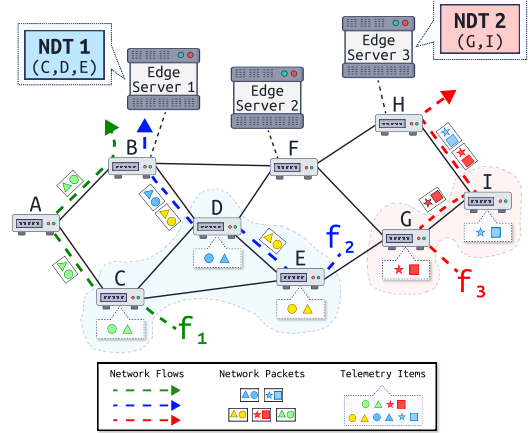 NDT 1
(C,D,E)
Edge
Server 1
Edge
Server 2
Edge
Server 3
NDT 2
(G,I)
H
B
F
A
I
D
G
f2
E
C
f3
f1
Network Flows
Network Packets
Telemetry Items